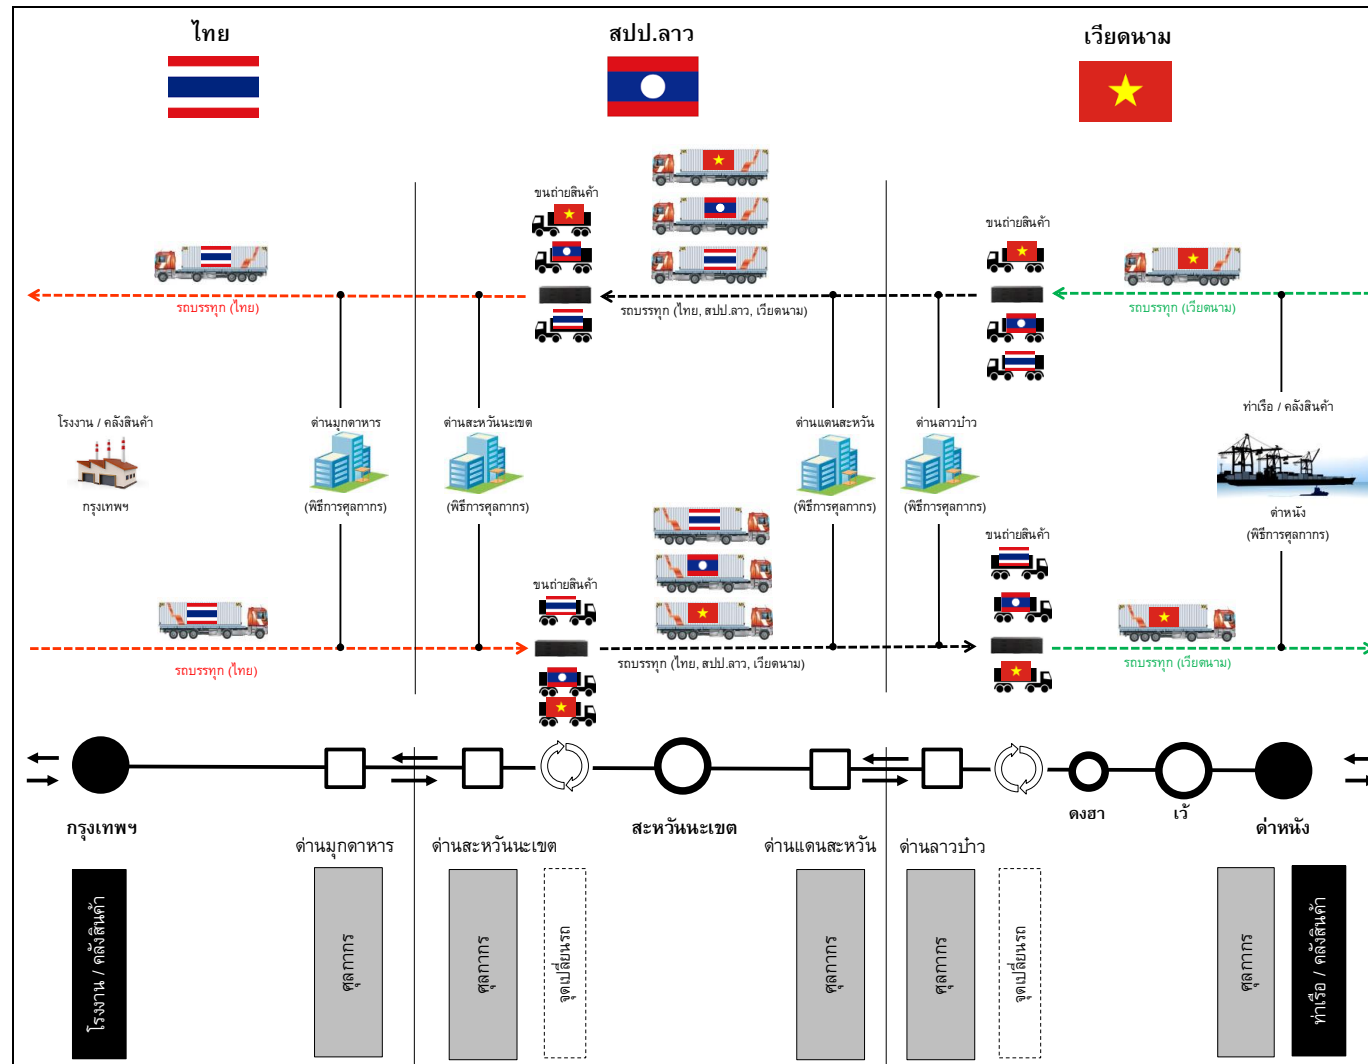 ไทย
สปป.ลาว
เวียดนาม
ขนถ่ายสินค้า
ขนถ่ายสินค้า
รถบรรทุก (ไทย)
รถบรรทุก (ไทย, สปป.ลาว, เวียดนาม)
รถบรรทุก (เวียดนาม)
โรงงาน / คลังสินค้า
ด่านมุกดาหาร
ด่านสะหวันนะเขต
ด่านแดนสะหวัน
ด่านลาวบ๋าว
ท่าเรือ / คลังสินค้า
กรุงเทพฯ
(พิธีการศุลกากร)
(พิธีการศุลกากร)
(พิธีการศุลกากร)
(พิธีการศุลกากร)
ด่าหนัง
(พิธีการศุลกากร)
ขนถ่ายสินค้า
ขนถ่ายสินค้า
รถบรรทุก (ไทย)
รถบรรทุก (ไทย, สปป.ลาว, เวียดนาม)
รถบรรทุก (เวียดนาม)
กรุงเทพฯ
สะหวันนะเขต
ดงฮา
เว้
ด่าหนัง
ด่านมุกดาหาร
ด่านสะหวันนะเขต
ด่านแดนสะหวัน
ด่านลาวบ๋าว
โรงงาน / คลังสินค้า
ศุลกากร
ศุลกากร
จุดเปลี่ยนรถ
ศุลกากร
ศุลกากร
จุดเปลี่ยนรถ
ศุลกากร
ท่าเรือ / คลังสินค้า